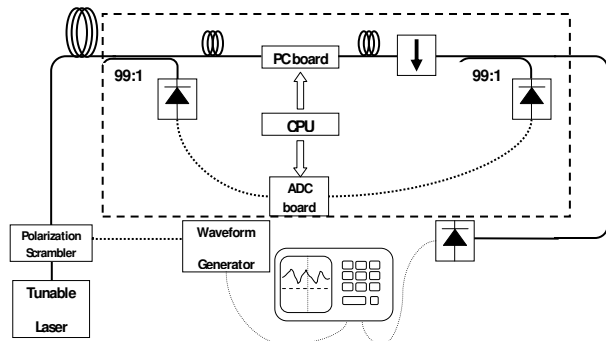 PC board
99:1
99:1
CPU
ADC
board
Polarization
Scrambler
Waveform
Generator
Tunable
Laser